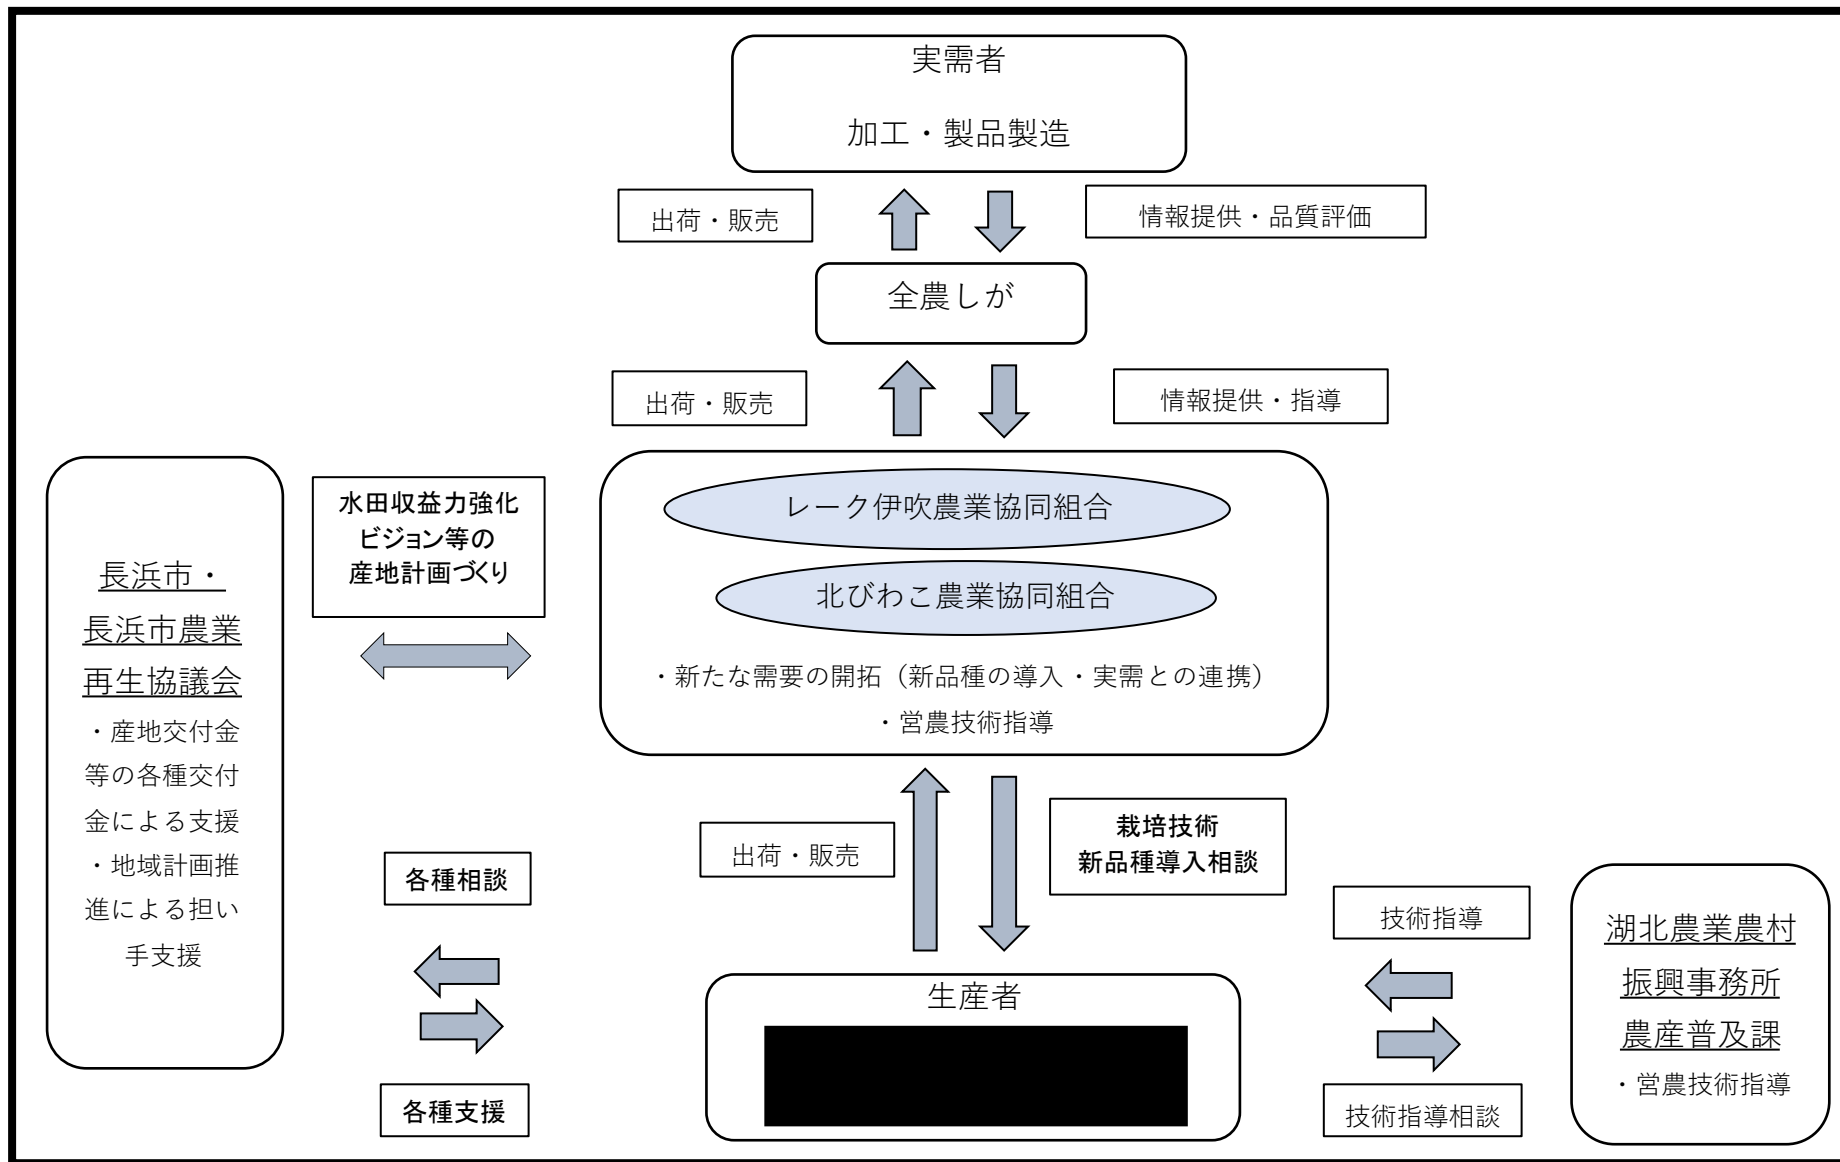 実需者
加工・製品製造
出荷・販売
情報提供・品質評価
全農しが
出荷・販売
情報提供・指導
レーク伊吹農業協同組合
北びわこ農業協同組合
・新たな需要の開拓（新品種の導入・実需との連携）
・営農技術指導
水田収益力強化
ビジョン等の
産地計画づくり
長浜市・
長浜市農業
再生協議会
・産地交付金
等の各種交付
金による支援
・地域計画推
進による担い
手支援
出荷・販売
栽培技術
新品種導入相談
各種相談
各種支援
生産者
技術指導
技術指導相談
湖北農業農村
振興事務所
農産普及課
・営農技術指導